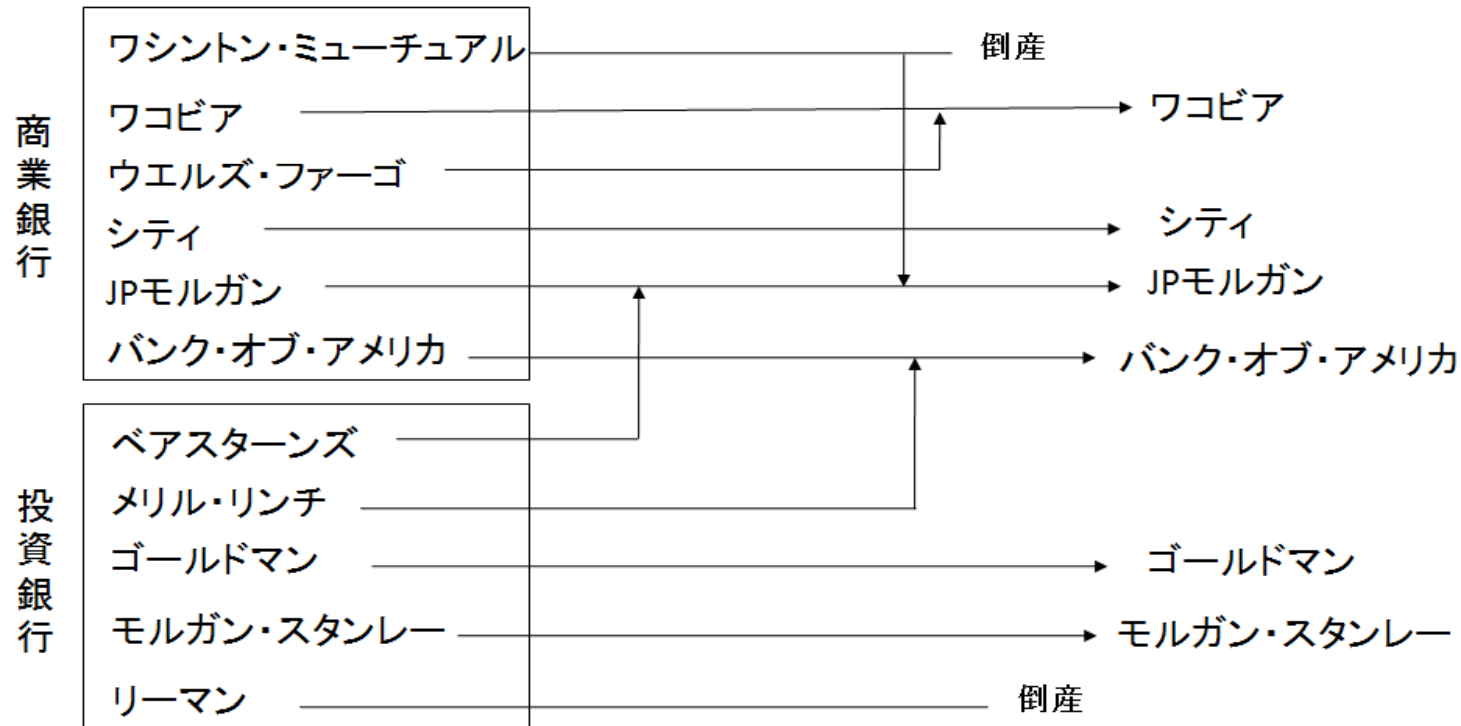 商業銀行
ワシントン・ミューチュアル
倒産
ワコビア
ワコビア
ウエルズ・ファーゴ
シティ
シティ
JPモルガン
JPモルガン
バンク・オブ・アメリカ
バンク・オブ・アメリカ
投資銀行
ベアスターンズ
メリル・リンチ
ゴールドマン
ゴールドマン
モルガン・スタンレー
モルガン・スタンレー
リーマン
倒産